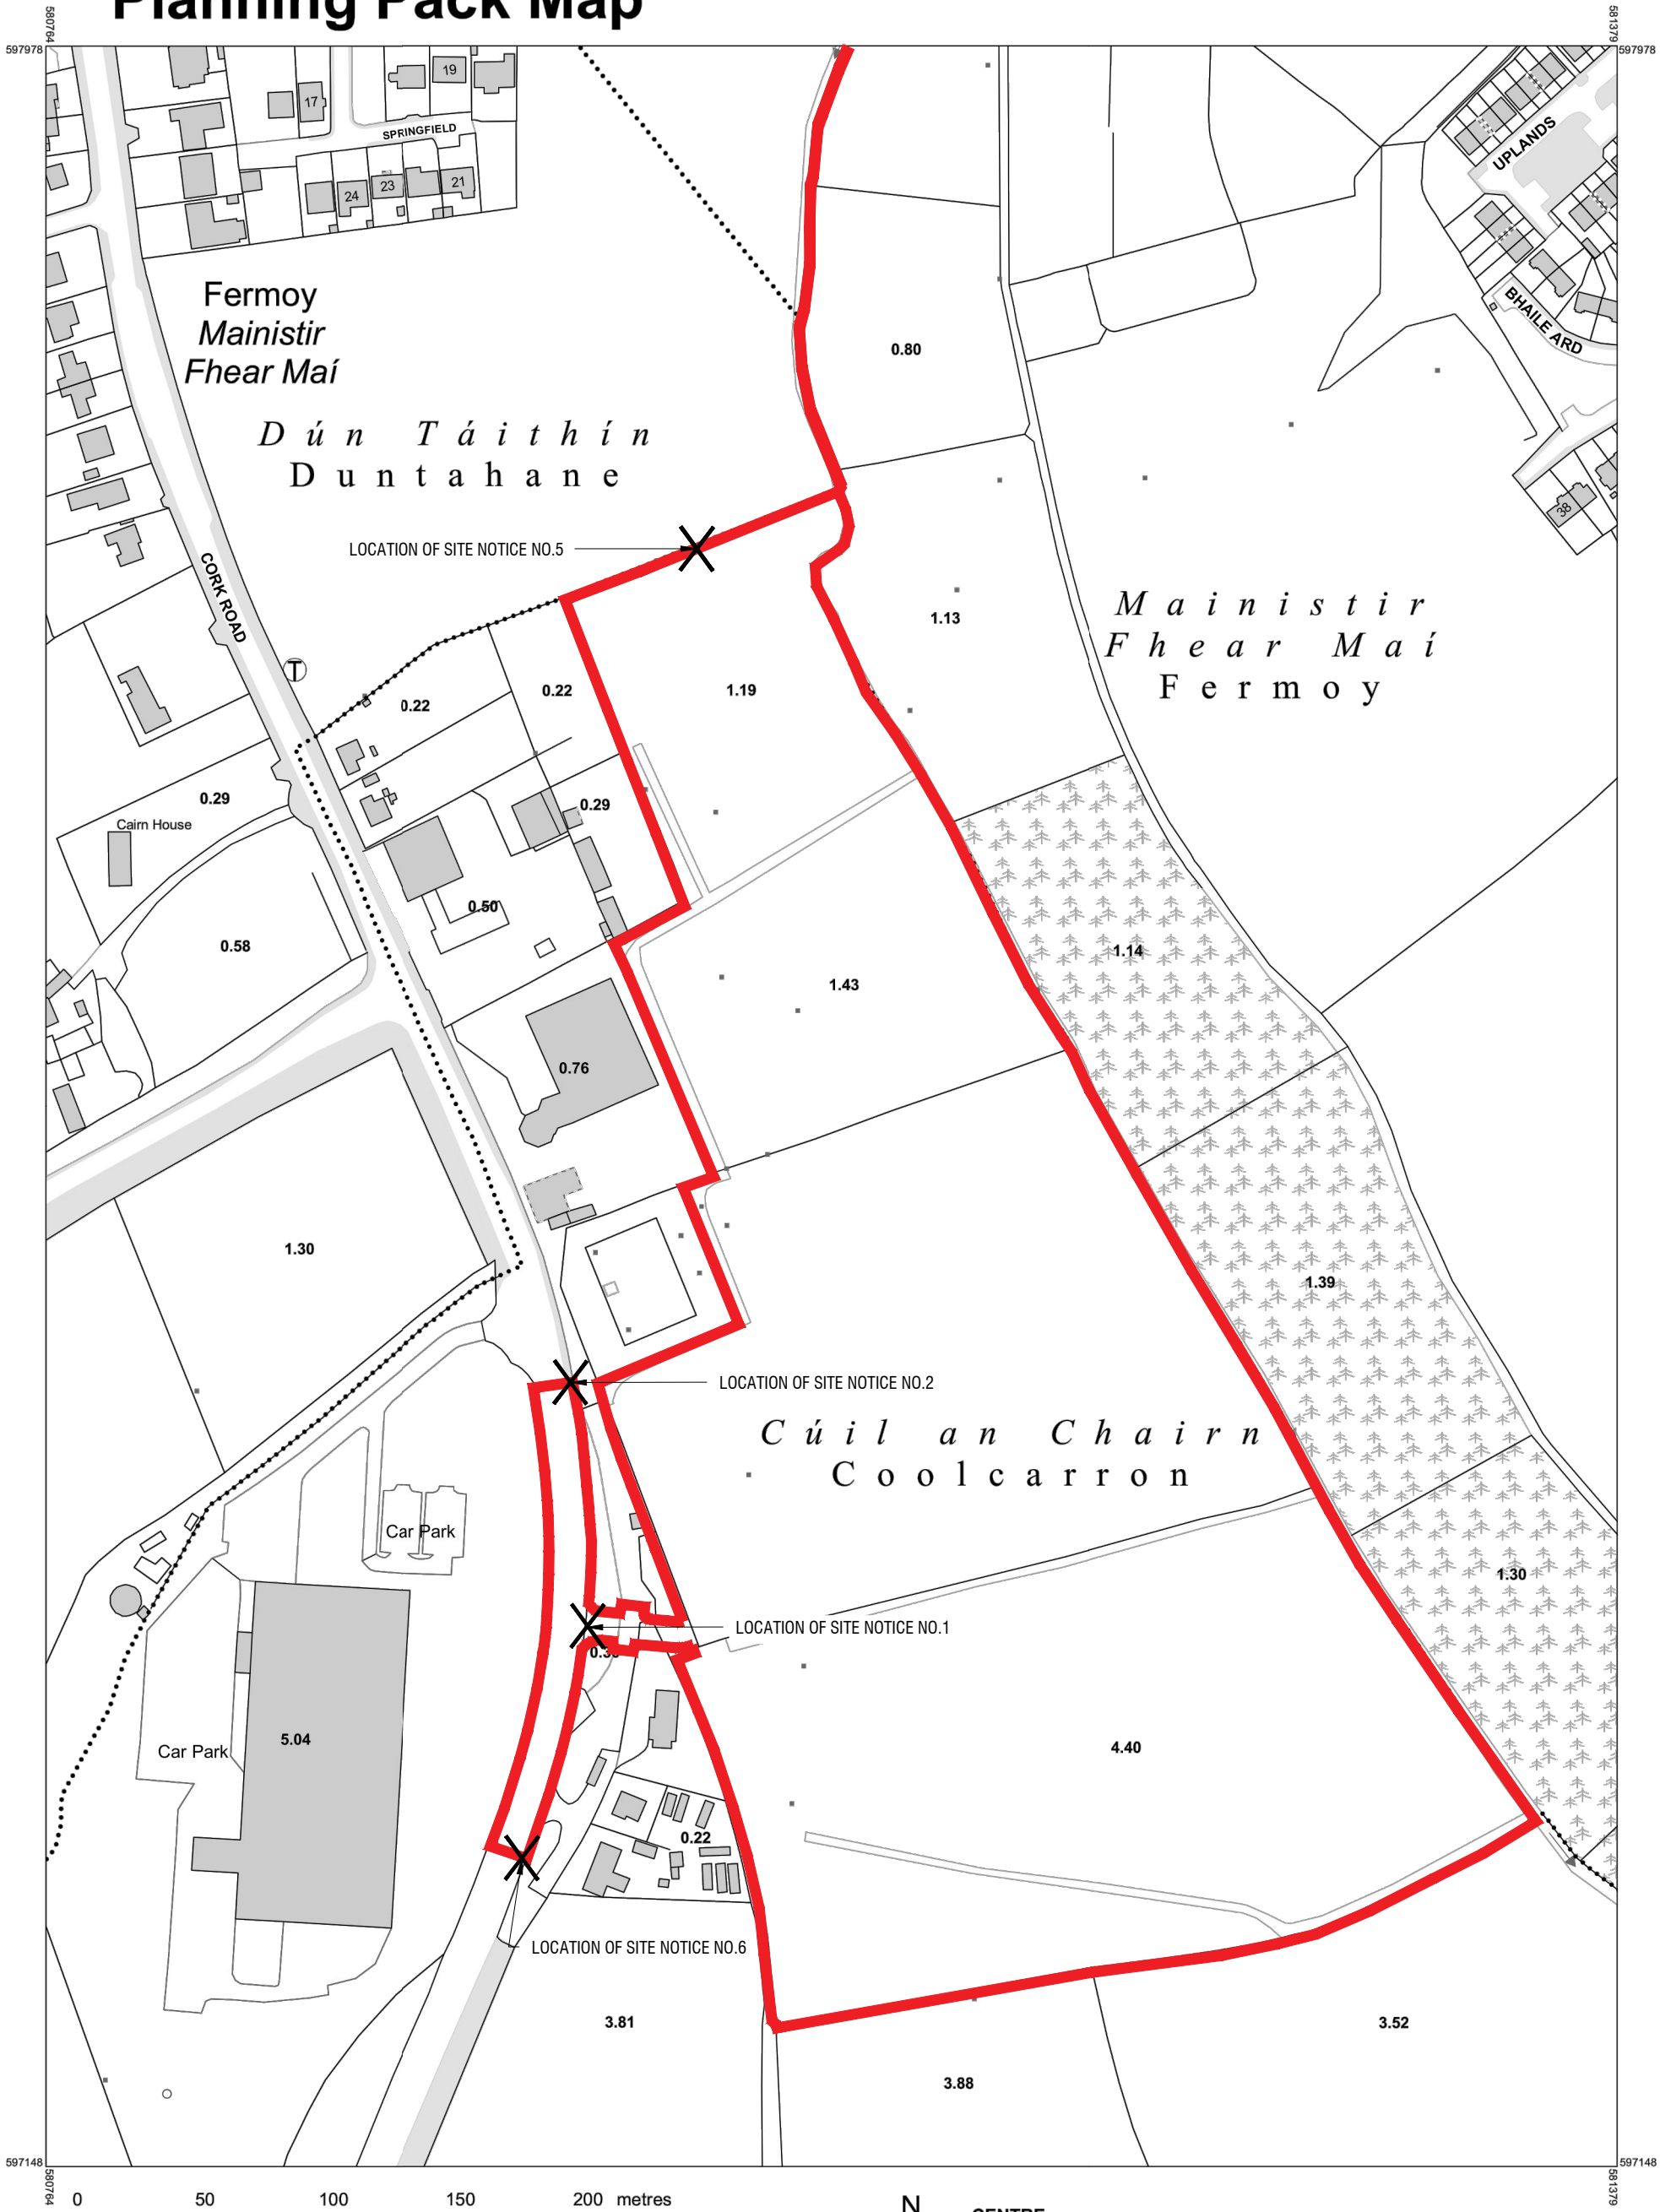 Planning Pack Map
580764
581379
597978
597978
19
17
SPRINGFIELD
24
23
21
UPLANDS
BHAILE ARD
38
Fermoy
Mainistir
Fhear Maí
Dún Táithín
Duntahane
0.80
LOCATION OF SITE NOTICE NO.5
CORK ROAD
T
1.13
Mainistir
Fhear Maí
Fermoy
0.22
0.22
1.19
0.29
Cairn House
0.29
0.50
0.58
1.14
1.43
0.76
1.30
1.39
LOCATION OF SITE NOTICE NO.2
Cúil an Chairn
Coolcarron
Car Park
1.30
LOCATION OF SITE NOTICE NO.1
5.04
Car Park
4.40
0.22
LOCATION OF SITE NOTICE NO.6
3.81
3.52
3.88
597148
597148
580764
581379
0 50 100 150 200 metres
N
CENTRE